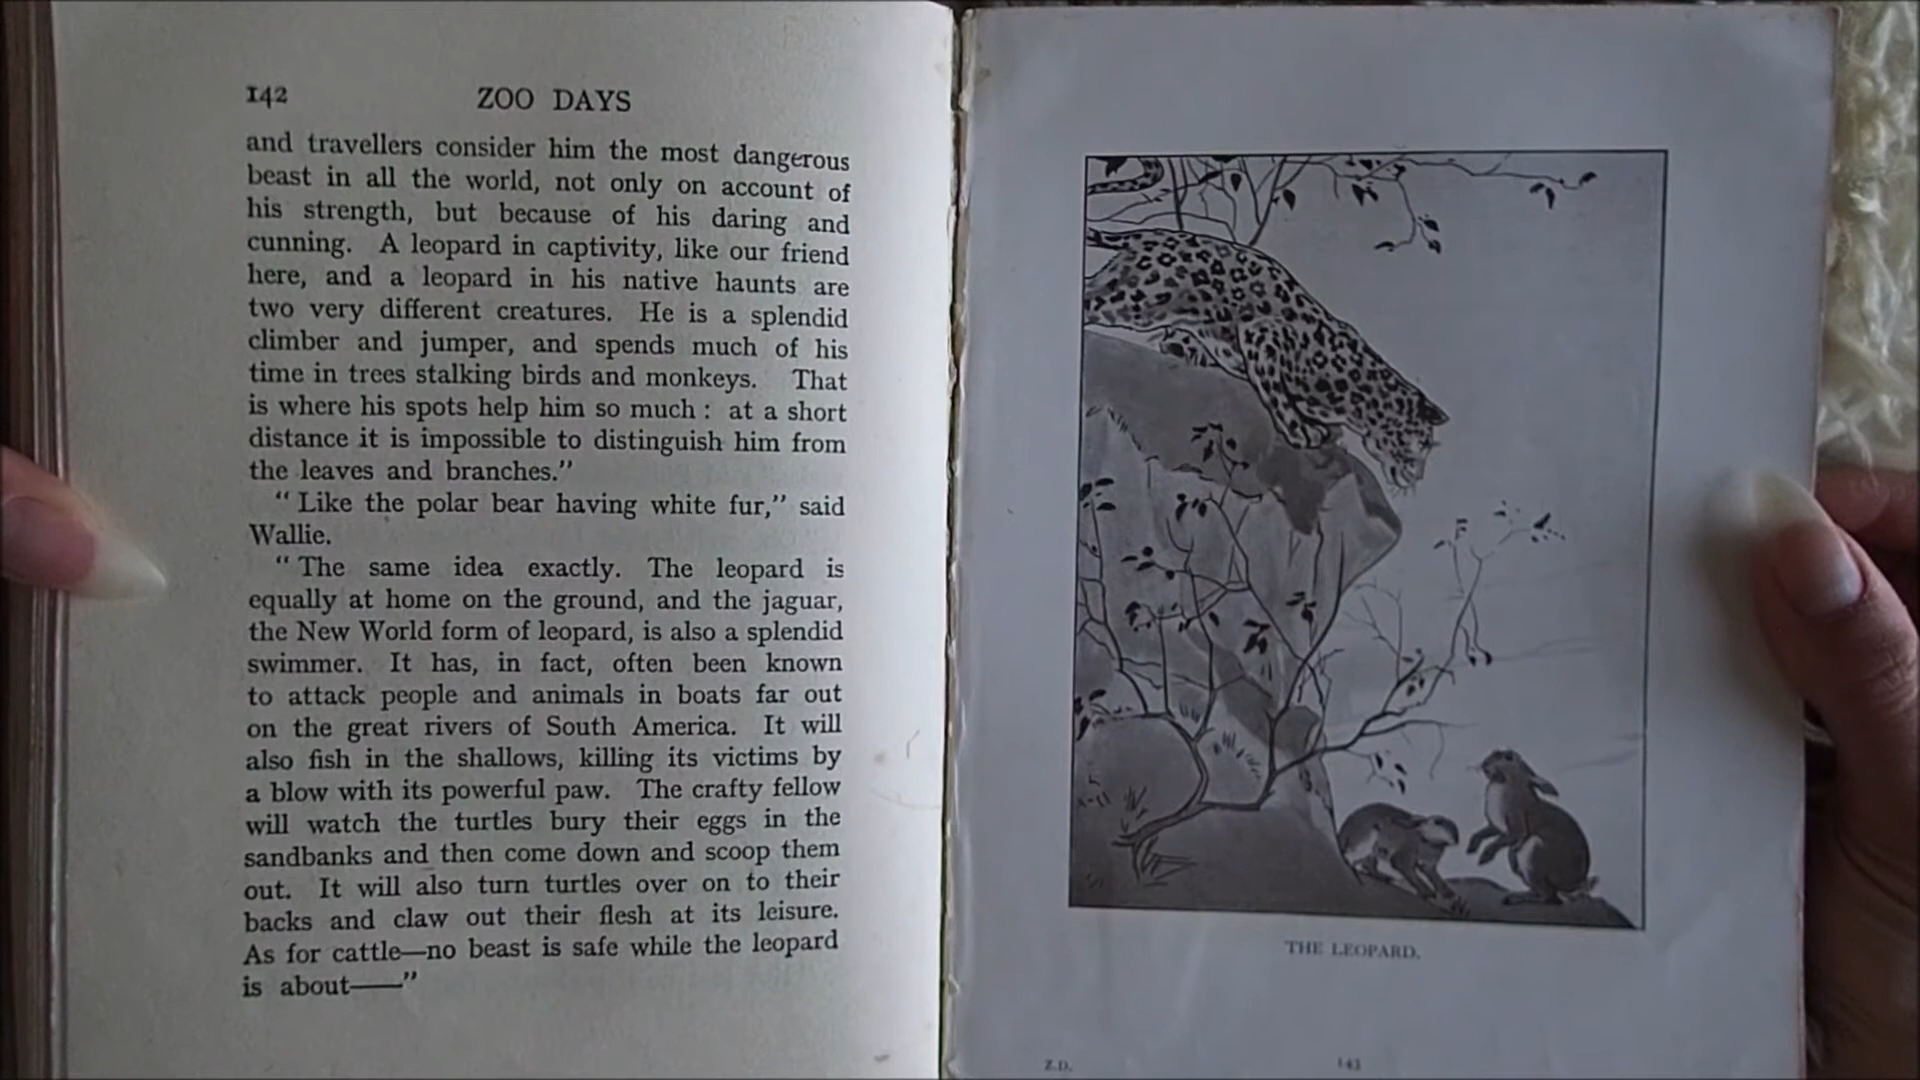 142 ZOO DAYS
and travellers consider him the most dangerous
beast in all the world, not only on account of
his strength, but because of his daring and
cunning. A leopard in captivity, like our friend
here, and a leopard in his native haunts are
two very different creatures. He is a splendid
climber and jumper, and spends much of his
time in trees stalking birds and monkeys. That
is where his spots help him so much : at a short
distance it is impossible to distinguish him from
the leaves and branches.”
“ Like the polar bear having white fur,” said
Wallie.
“ The same idea exactly. The leopard is
equally at home on the ground, and the jaguar,
the New World form of leopard, is also a splendid
swimmer. It has, in fact, often been known
to attack people and animals in boats far out
on the great rivers of South America. It will
also fish in the shallows, killing its victims by
a blow with its powerful paw. The crafty fellow
will watch the turtles bury their eggs in the
sandbanks and then come down and scoop them
out. It will also turn turtles over on to their
backs and claw out their flesh at its leisure.
As for cattle—no beast is safe while the leopard
is about——”
THE LEOPARD.
Z.D. 143